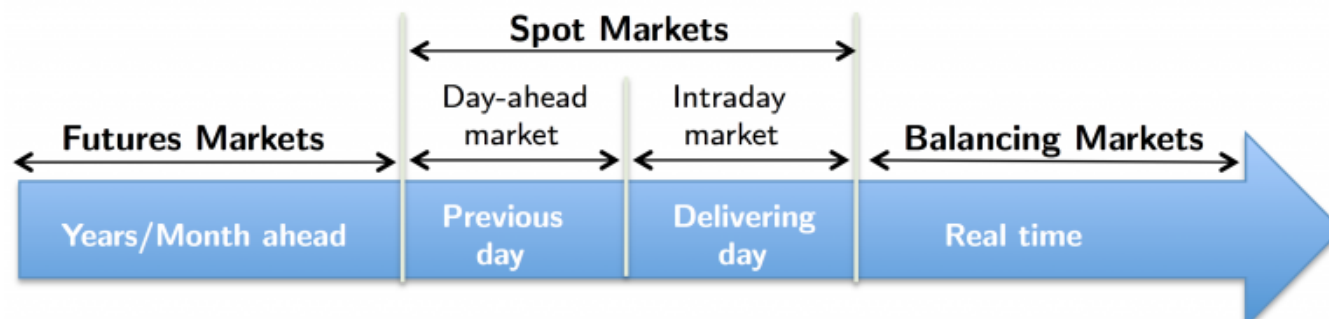 Spot Markets
Day-ahead
market
Intraday
market
Futures Markets
Balancing Markets
Years/Month ahead
Previous
day
Delivering
day
Real time